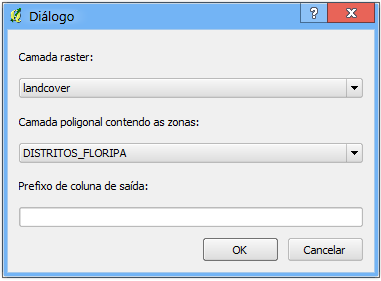 Diálogo
?
Camada raster:
landcover
Camada poligonal contendo as zonas:
DISTRITOS_FLORIPA
Prefixo de coluna de saída:
OK
Cancelar